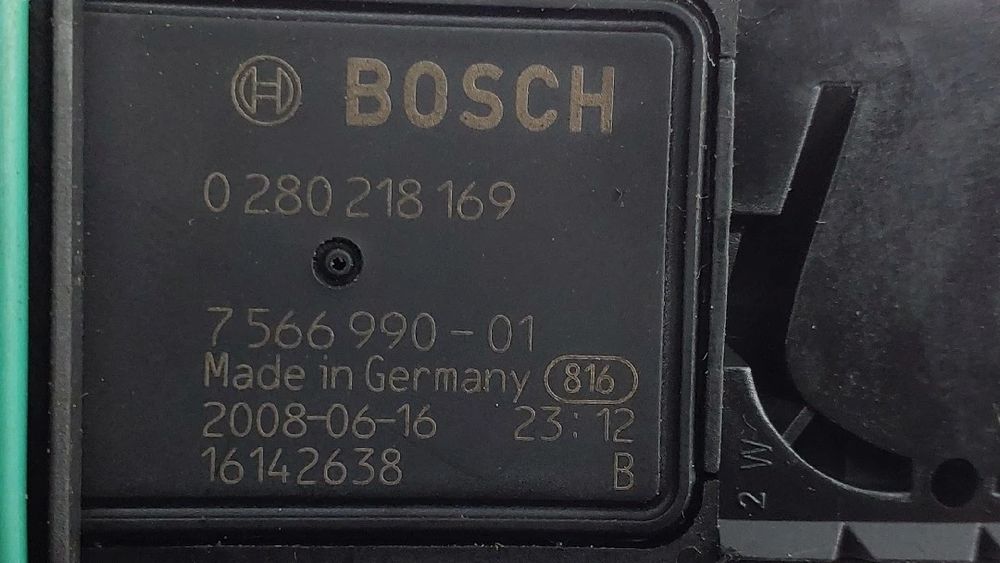 BOSCH
0 280 218 169
7 566 990-01
Made in Germany 816
2008-06-16 23:12
16142638 B
2 W